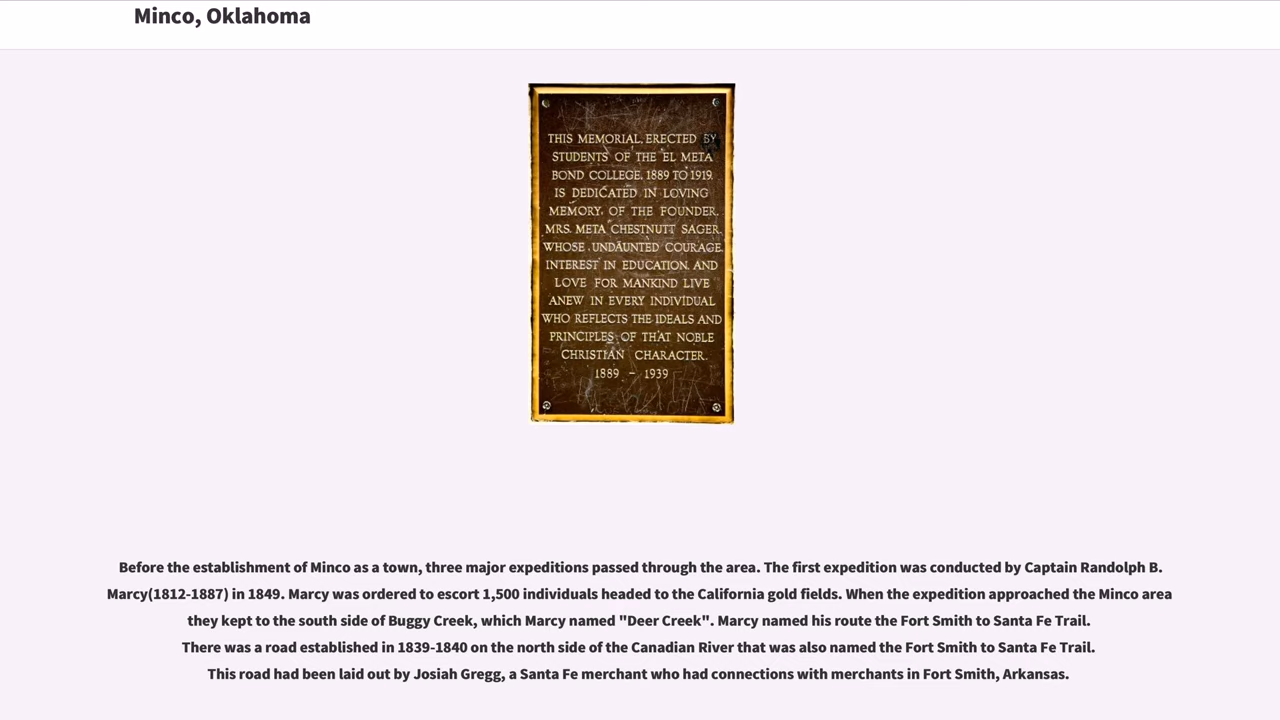 Minco, Oklahoma
THIS MEMORIAL, ERECTED BY
STUDENTS OF THE EL META
BOND COLLEGE, 1889 TO 1919,
IS DEDICATED IN LOVING
MEMORY, OF THE FOUNDER,
MRS. META CHESTNUTT SAGER,
WHOSE UNDAUNTED COURAGE,
INTEREST IN EDUCATION, AND
LOVE FOR MANKIND LIVE
ANEW IN EVERY INDIVIDUAL
WHO REFLECTS THE IDEALS AND
PRINCIPLES OF THAT NOBLE
CHRISTIAN CHARACTER.
1889 - 1939
Before the establishment of Minco as a town, three major expeditions passed through the area. The first expedition was conducted by Captain Randolph B.
Marcy(1812-1887) in 1849. Marcy was ordered to escort 1,500 individuals headed to the California gold fields. When the expedition approached the Minco area
they kept to the south side of Buggy Creek, which Marcy named "Deer Creek". Marcy named his route the Fort Smith to Santa Fe Trail.
There was a road established in 1839-1840 on the north side of the Canadian River that was also named the Fort Smith to Santa Fe Trail.
This road had been laid out by Josiah Gregg, a Santa Fe merchant who had connections with merchants in Fort Smith, Arkansas.